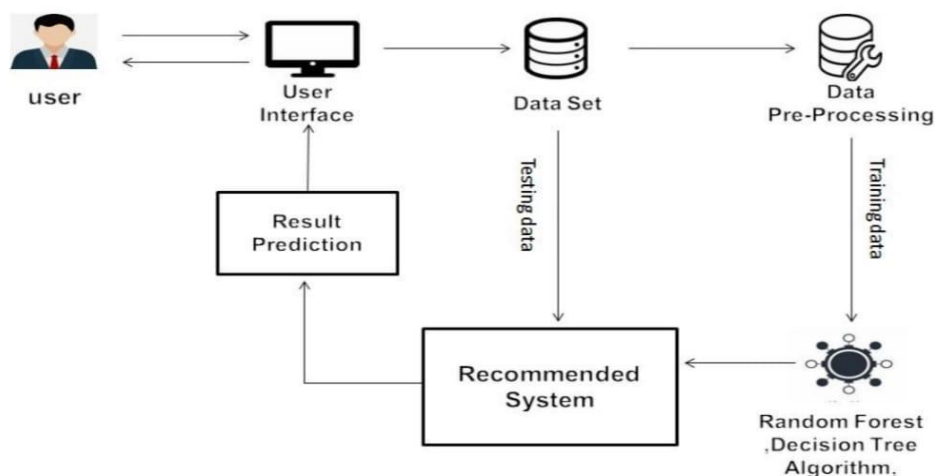 user
User
Interface
Data Set
Data
Pre-Processing
Testing data
Training data
Result
Prediction
Recommended
System
Random Forest
,Decision Tree
Algorithm.